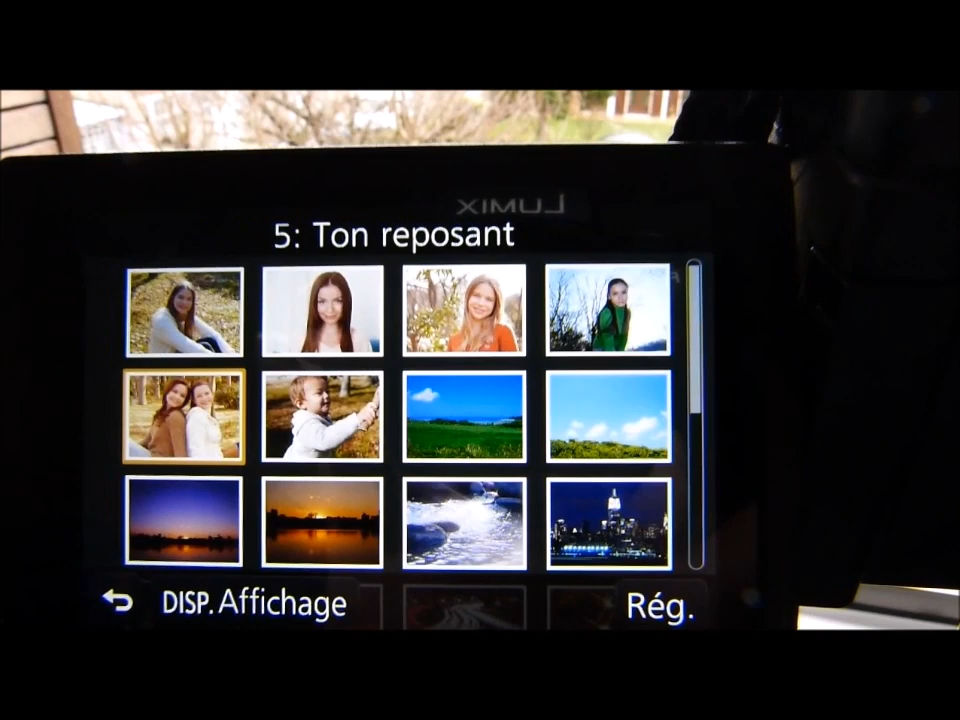 LUMIX
5: Ton reposant
DISP. Affichage
Rég.